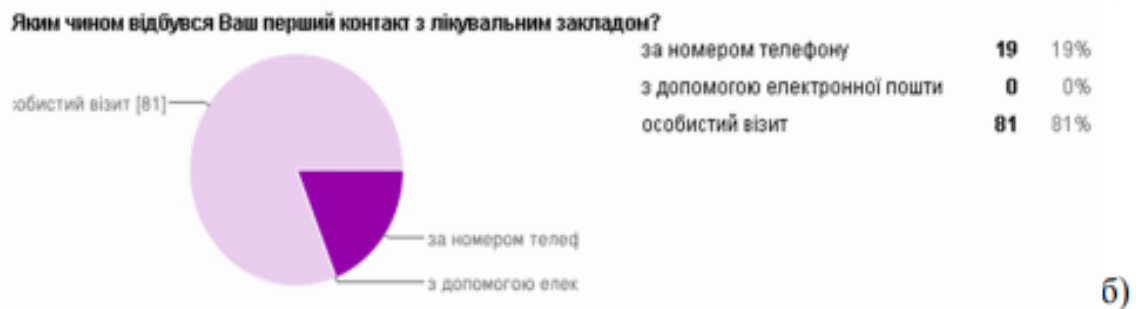 Яким чином відбувся Ваш перший контакт з лікувальним закладом?
за номером телефону 19 19%
з допомогою електронної пошти 0 0%
особистий візит 81 81%
обистий візит [81]
за номером телеф
з допомогою елек
б)